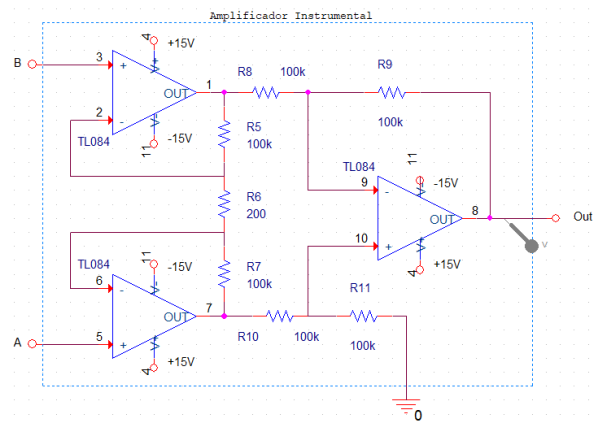 Amplificador Instrumental
4
+15V
B
3
+
V+
OUT
1
R8
100k
R9
2
-
V-
TL084
11
-15V
R5
100k
100k
TL084
11
-15V
9
-
V-
R6
200
OUT
8
Out
V
10
+
V+
4
+15V
TL084
11
-15V
6
-
V-
R7
100k
OUT
7
R11
A
5
+
V+
R10
100k
100k
4
+15V
0